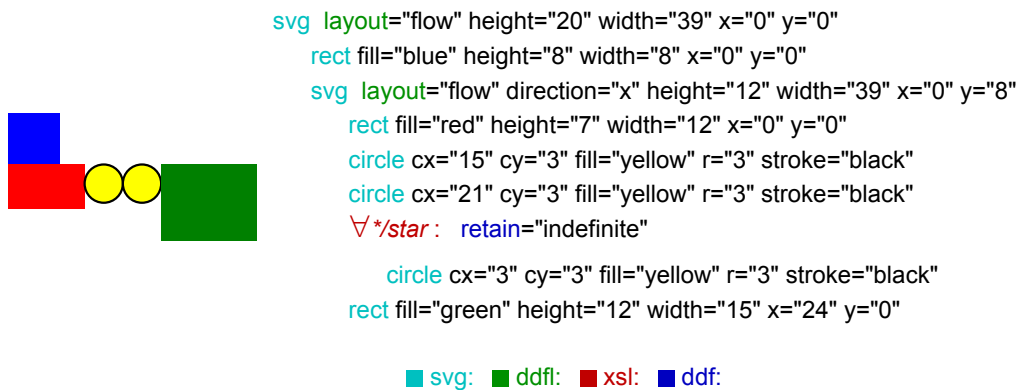 svg layout="flow" height="20" width="39" x="0" y="0"
rect fill="blue" height="8" width="8" x="0" y="0"
svg layout="flow" direction="x" height="12" width="39" x="0" y="8"
rect fill="red" height="7" width="12" x="0" y="0"
circle cx="15" cy="3" fill="yellow" r="3" stroke="black"
circle cx="21" cy="3" fill="yellow" r="3" stroke="black"
∀ */star : retain="indefinite"
circle cx="3" cy="3" fill="yellow" r="3" stroke="black"
rect fill="green" height="12" width="15" x="24" y="0"
svg: ddfl: xsl: ddf: